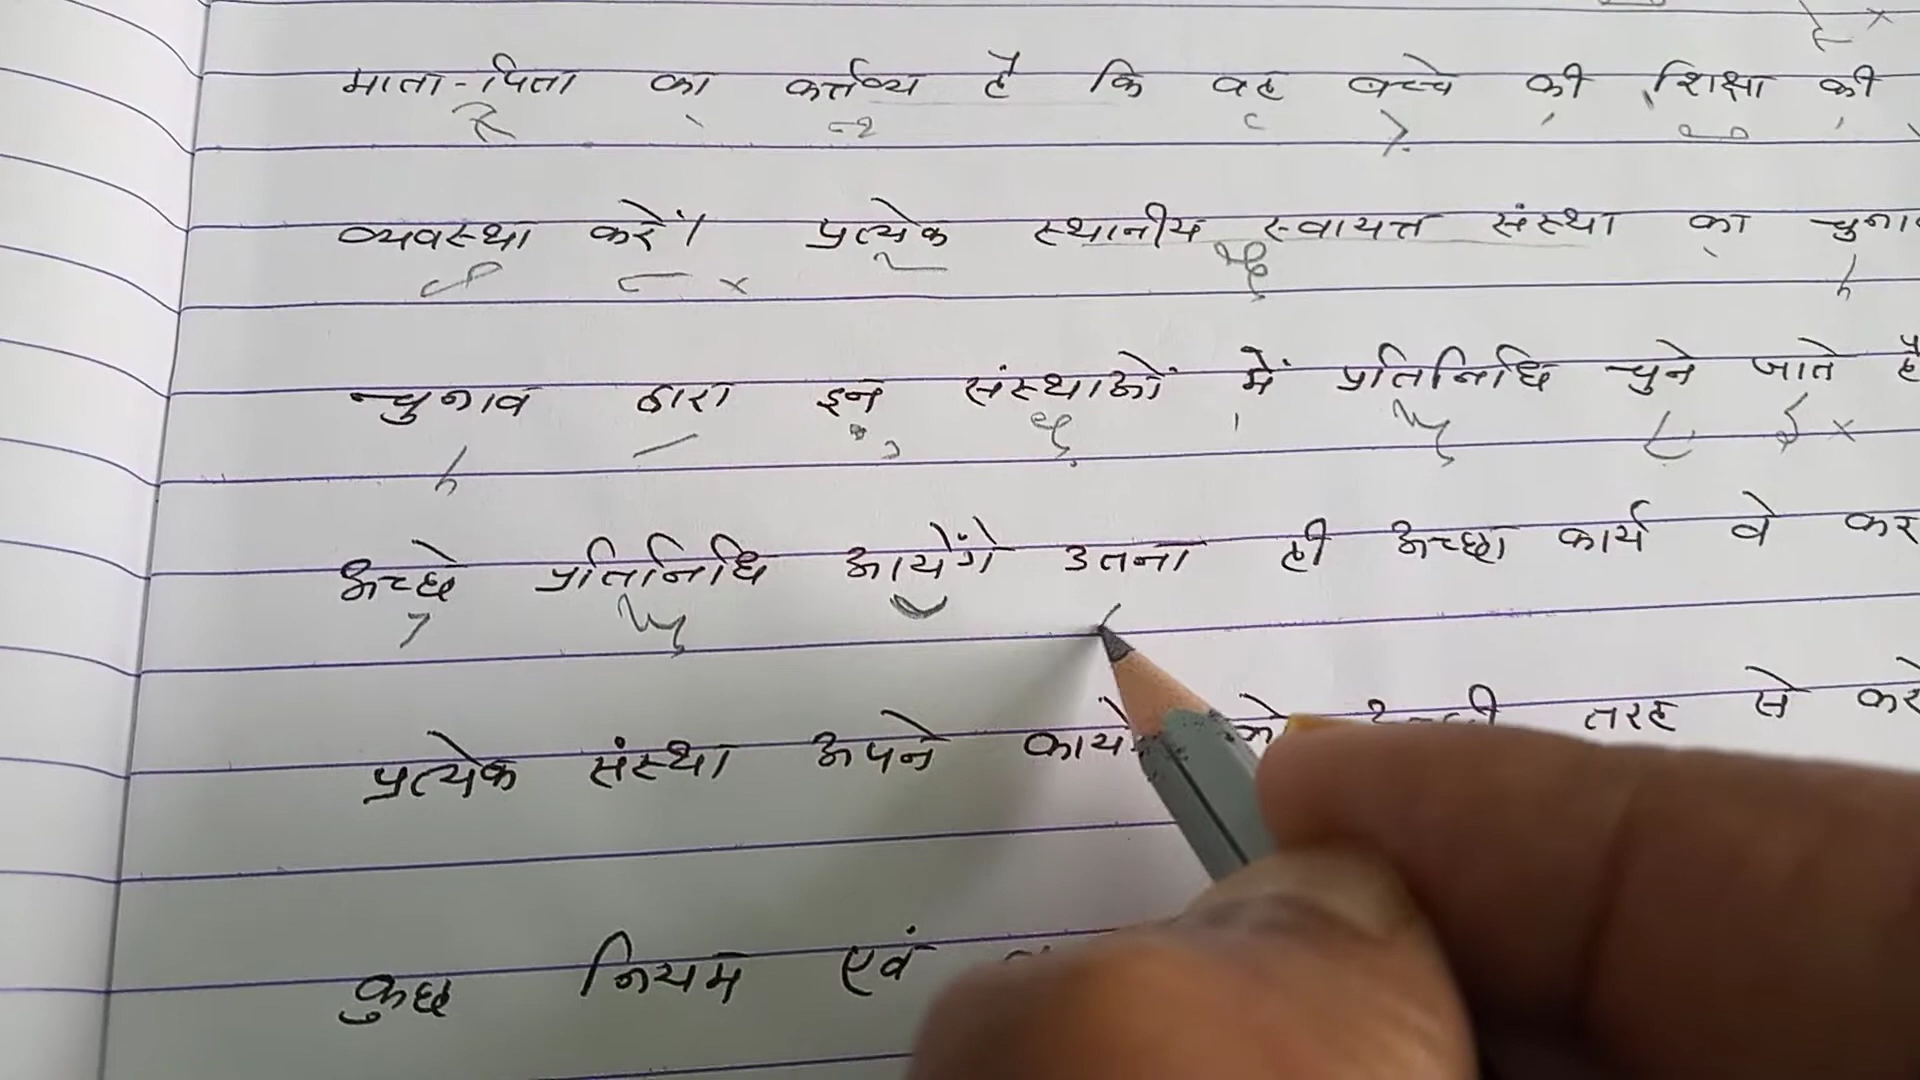 माता-पिता का कर्त्तव्य है कि वह बच्चे की शिक्षा की
व्यवस्था करें। प्रत्येक स्थानीय स्वायत्त संस्था का
चुनाव द्वारा इन संस्थाओं में प्रतिनिधि चुने जाते
अच्छे प्रतिनिधि आयेंगे उतना ही अच्छा कार्य वे कर
प्रत्येक संस्था अपने को तरह से
कुछ नियम एवं